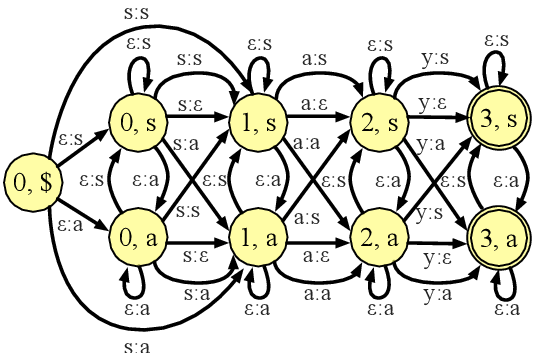 s:s
ε:s ε:s ε:s ε:s
s:s a:s y:s
0, s 1, s 2, s 3, s
s:ε a:ε y:ε
s:a a:a y:a
ε:s
0, $ ε:s ε:a ε:s ε:a ε:s ε:a ε:s ε:a
ε:a
s:s a:s y:s
0, a 1, a 2, a 3, a
s:ε a:ε y:ε
s:a a:a y:a
ε:a ε:a ε:a ε:a
s:a